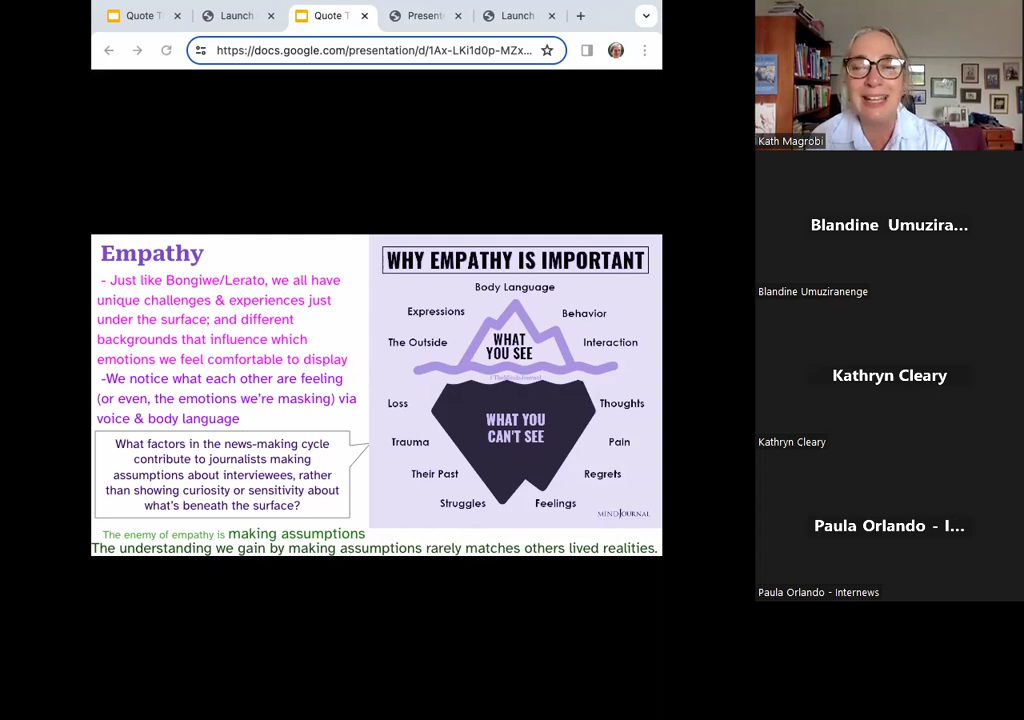 Quote T
Launch
Quote T
Present
Launch
https://docs.google.com/presentation/d/1Ax-LKi1d0p-MZx...
Kath Magrobi
Blandine Umuzira...
Blandine Umuziranenge
Kathryn Cleary
Kathryn Cleary
Paula Orlando - I...
Paula Orlando - Internews
Empathy
- Just like Bongiwe/Lerato, we all have
unique challenges & experiences just
under the surface; and different
backgrounds that influence which
emotions we feel comfortable to display
-We notice what each other are feeling
(or even, the emotions we're masking) via
voice & body language
What factors in the news-making cycle
contribute to journalists making
assumptions about interviewees, rather
than showing curiosity or sensitivity about
what's beneath the surface?
The enemy of empathy is making assumptions
The understanding we gain by making assumptions rarely matches others lived realities.
WHY EMPATHY IS IMPORTANT
Body Language
Expressions
Behavior
The Outside
WHAT
YOU SEE
Interaction
Loss
Thoughts
WHAT YOU
CAN'T SEE
Trauma
Pain
Their Past
Regrets
Struggles
Feelings
MINDJOURNAL